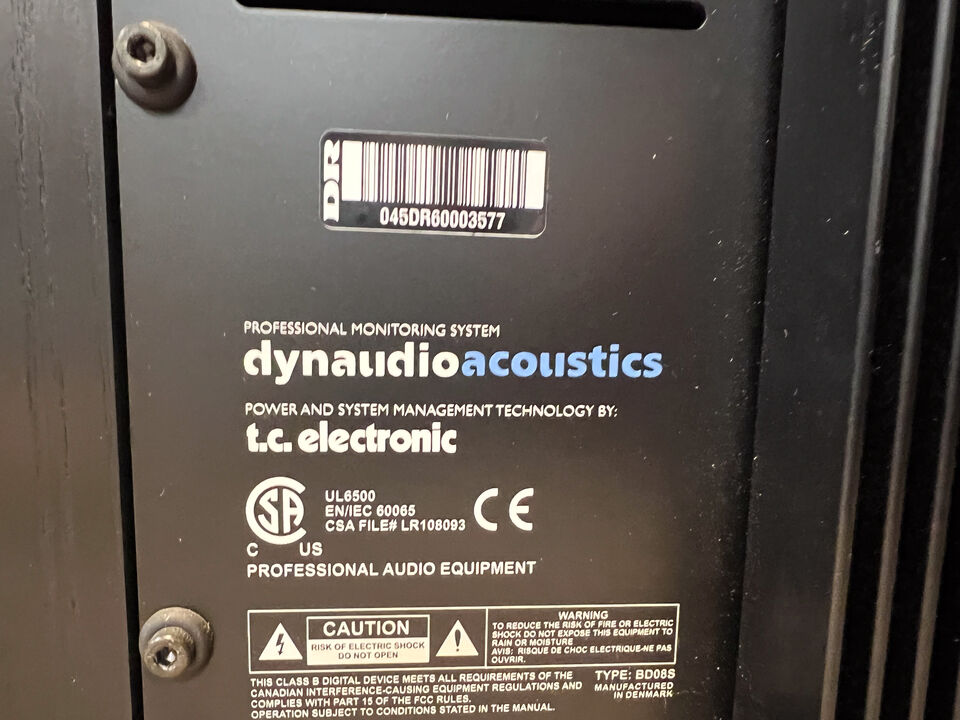 DR
045DR60003577
PROFESSIONAL MONITORING SYSTEM
dynaudioacoustics
POWER AND SYSTEM MANAGEMENT TECHNOLOGY BY:
t.c. electronic
UL6500
EN/IEC 60065
CSA FILE# LR108093
C US
PROFESSIONAL AUDIO EQUIPMENT
CAUTION
RISK OF ELECTRIC SHOCK
DO NOT OPEN
WARNING
TO REDUCE THE RISK OF FIRE OR ELECTRIC
SHOCK DO NOT EXPOSE THIS EQUIPMENT TO
RAIN OR MOISTURE
AVIS: RISQUE DE CHOC ELECTRIQUE-NE PAS
OUVRIR.
THIS CLASS B DIGITAL DEVICE MEETS ALL REQUIREMENTS OF THE
CANADIAN INTERFERENCE-CAUSING EQUIPMENT REGULATIONS AND
COMPLIES WITH PART 15 OF THE FCC RULES.
OPERATION SUBJECT TO CONDITIONS STATED IN THE MANUAL.
TYPE: BD08S
MANUFACTURED
IN DENMARK